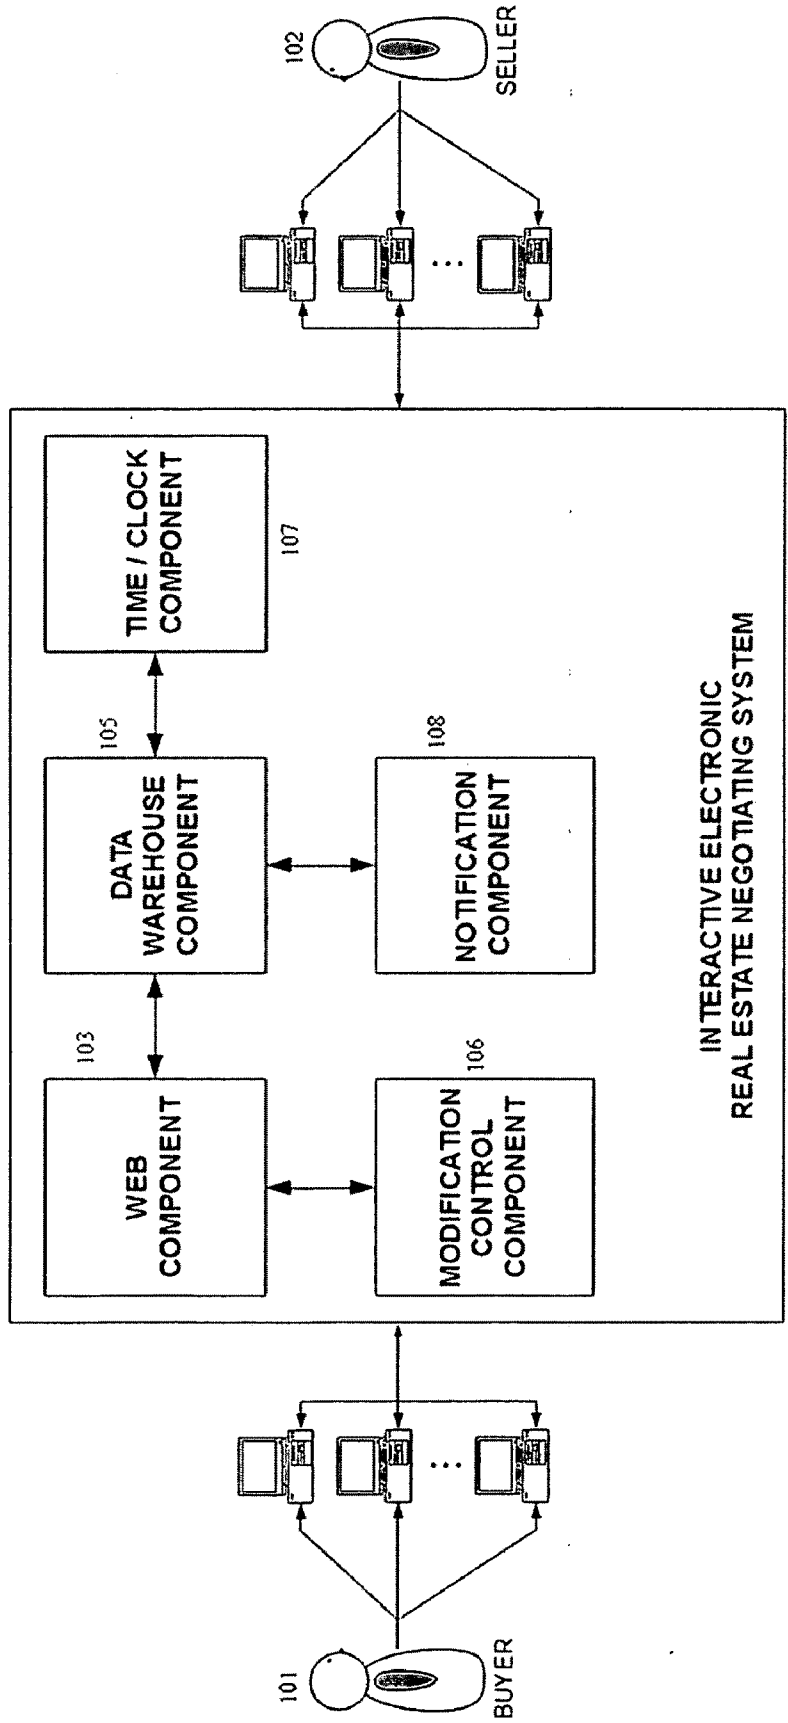 101
BUYER
WEB
COMPONENT
103
DATA
WAREHOUSE
COMPONENT
105
TIME / CLOCK
COMPONENT
107
MODIFICATION
CONTROL
COMPONENT
106
NOTIFICATION
COMPONENT
108
INTERACTIVE ELECTRONIC
REAL ESTATE NEGOTIATING SYSTEM
102
SELLER